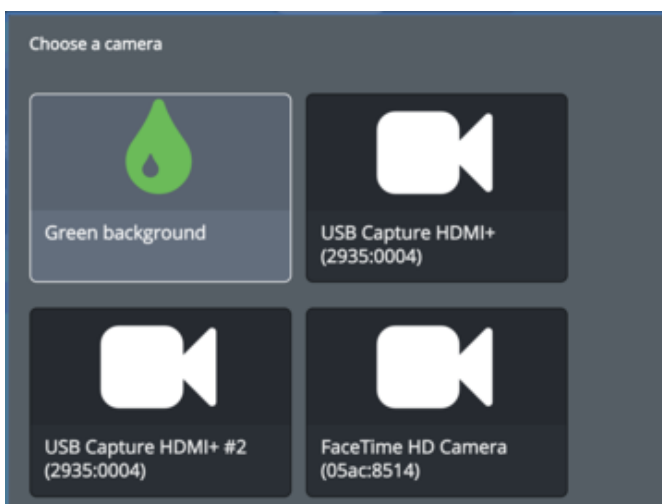 Choose a camera
Green background
USB Capture HDMI+
(2935:0004)
USB Capture HDMI+ #2
(2935:0004)
FaceTime HD Camera
(05ac:8514)